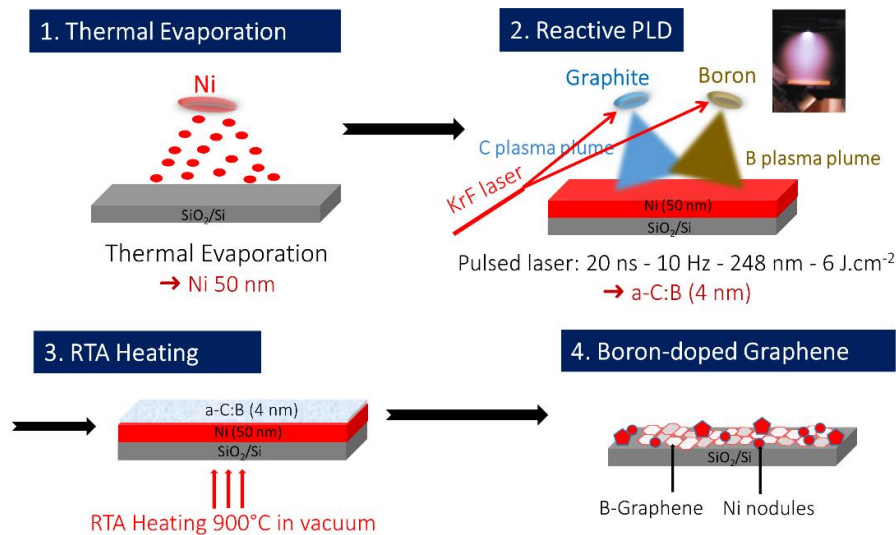 1. Thermal Evaporation
Ni
SiO₂/Si
Thermal Evaporation
→ Ni 50 nm
2. Reactive PLD
Graphite
Boron
C plasma plume
B plasma plume
KrF laser
Ni (50 nm)
SiO₂/Si
Pulsed laser: 20 ns - 10 Hz - 248 nm - 6 J.cm⁻²
→ a-C:B (4 nm)
3. RTA Heating
a-C:B (4 nm)
Ni (50 nm)
SiO₂/Si
RTA Heating 900°C in vacuum
4. Boron-doped Graphene
SiO₂/Si
B-Graphene
Ni nodules